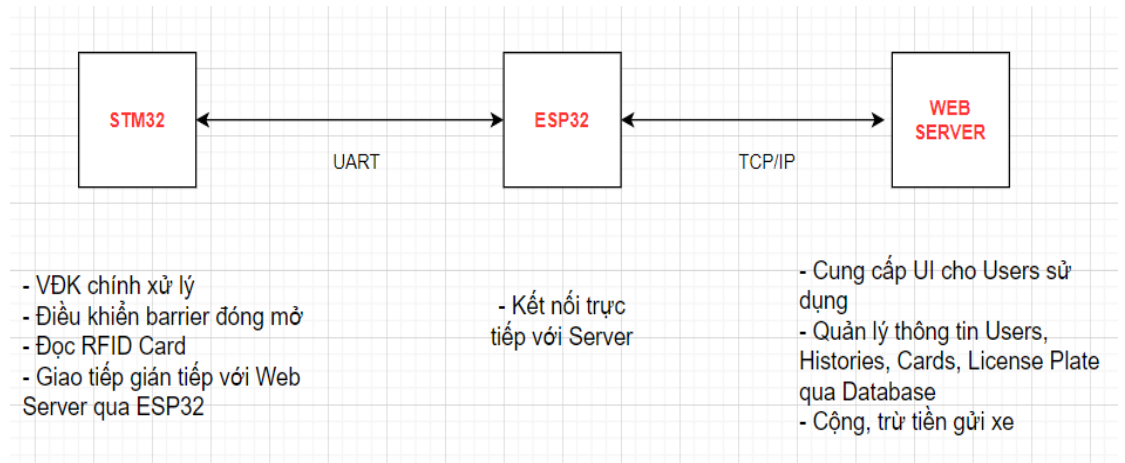 STM32
ESP32
WEB
SERVER
UART
TCP/IP
- VĐK chính xử lý
- Điều khiển barrier đóng mở
- Đọc RFID Card
- Giao tiếp gián tiếp với Web
Server qua ESP32
- Kết nối trực
tiếp với Server
- Cung cấp UI cho Users sử
dụng
- Quản lý thông tin Users,
Histories, Cards, License Plate
qua Database
- Cộng, trừ tiền gửi xe